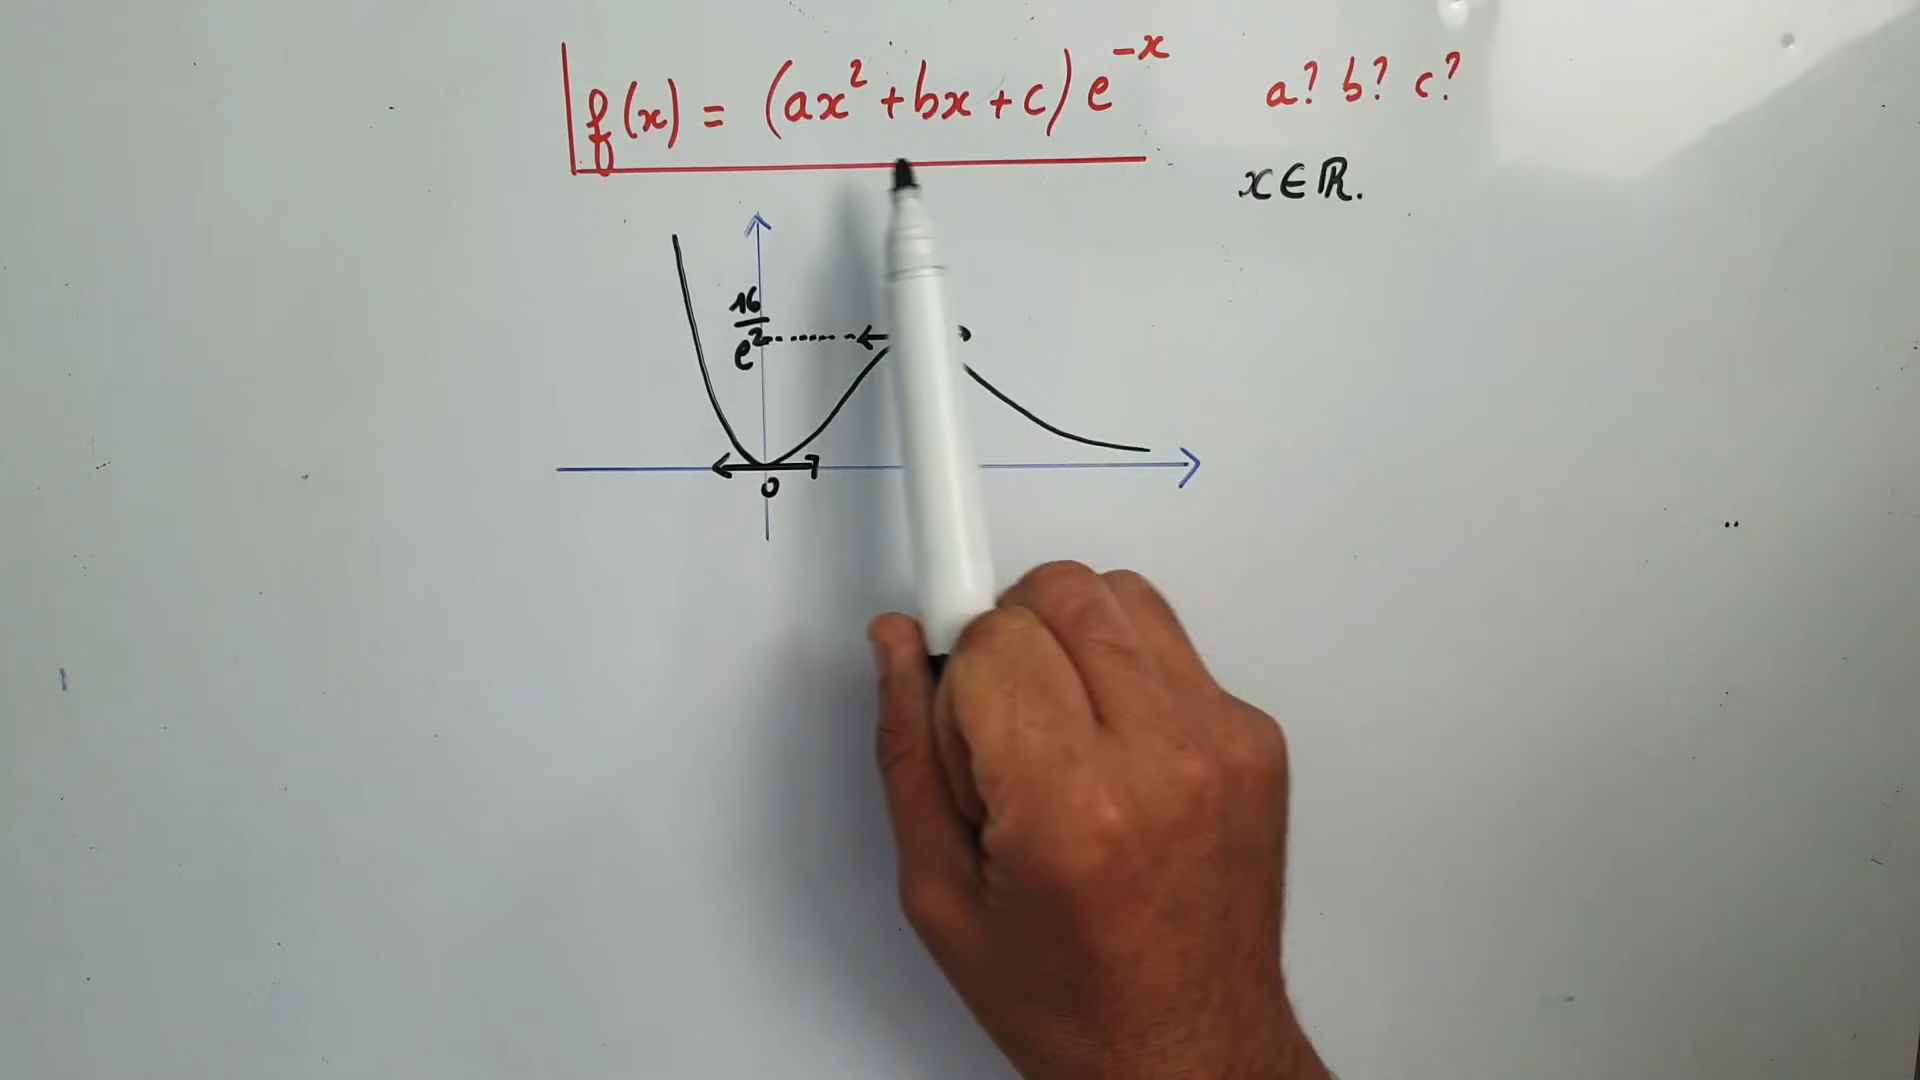 f(x) = (ax² + bx + c) e^{-x} a? b? c?
x ∈ ℝ.
16
e²
0